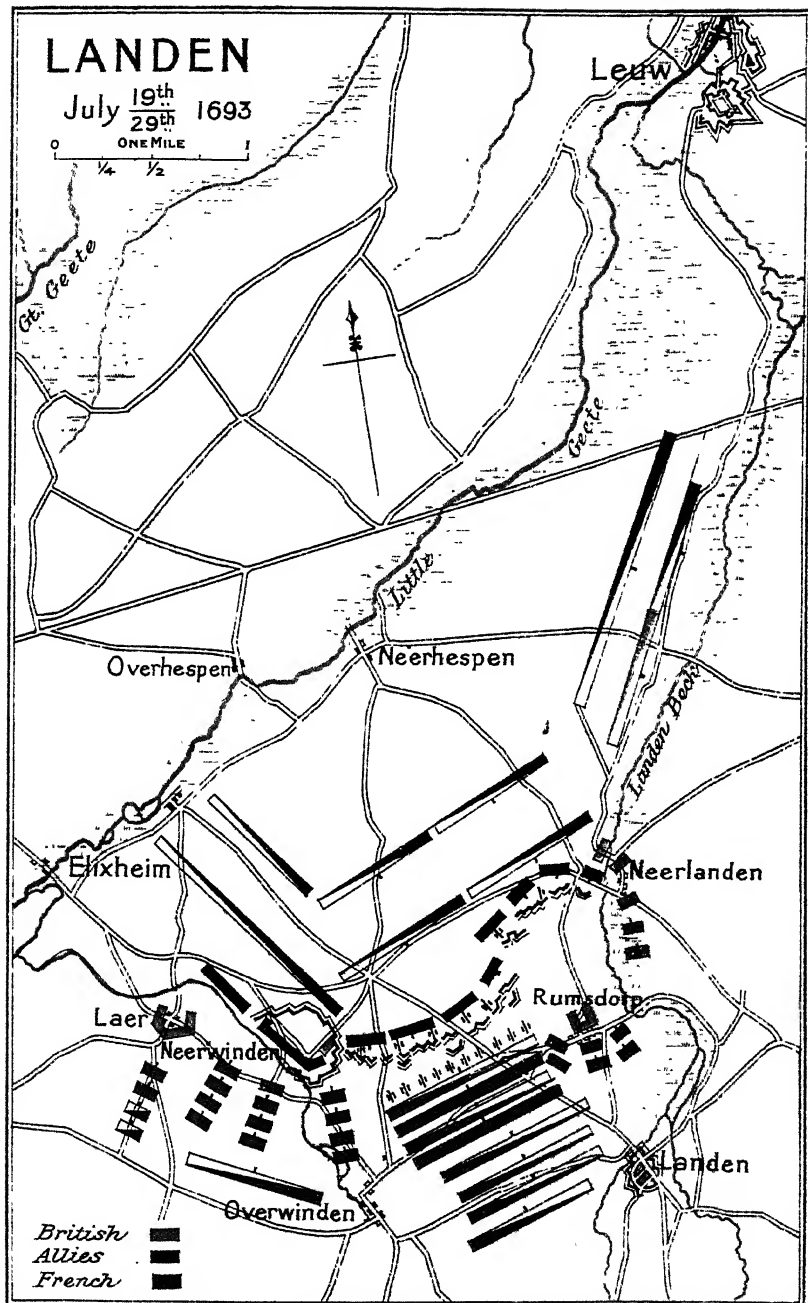 LANDEN
July 19th/29th 1693
0 1
ONE MILE
1/4 1/2
Leuw
Gt. Geete
N
Geete
Little
Overhespen
Neerhespen
Landen Beck
Elixheim
Neerlanden
Laer
Rumsdorp
Neerwinden
Landen
Overwinden
British
Allies
French